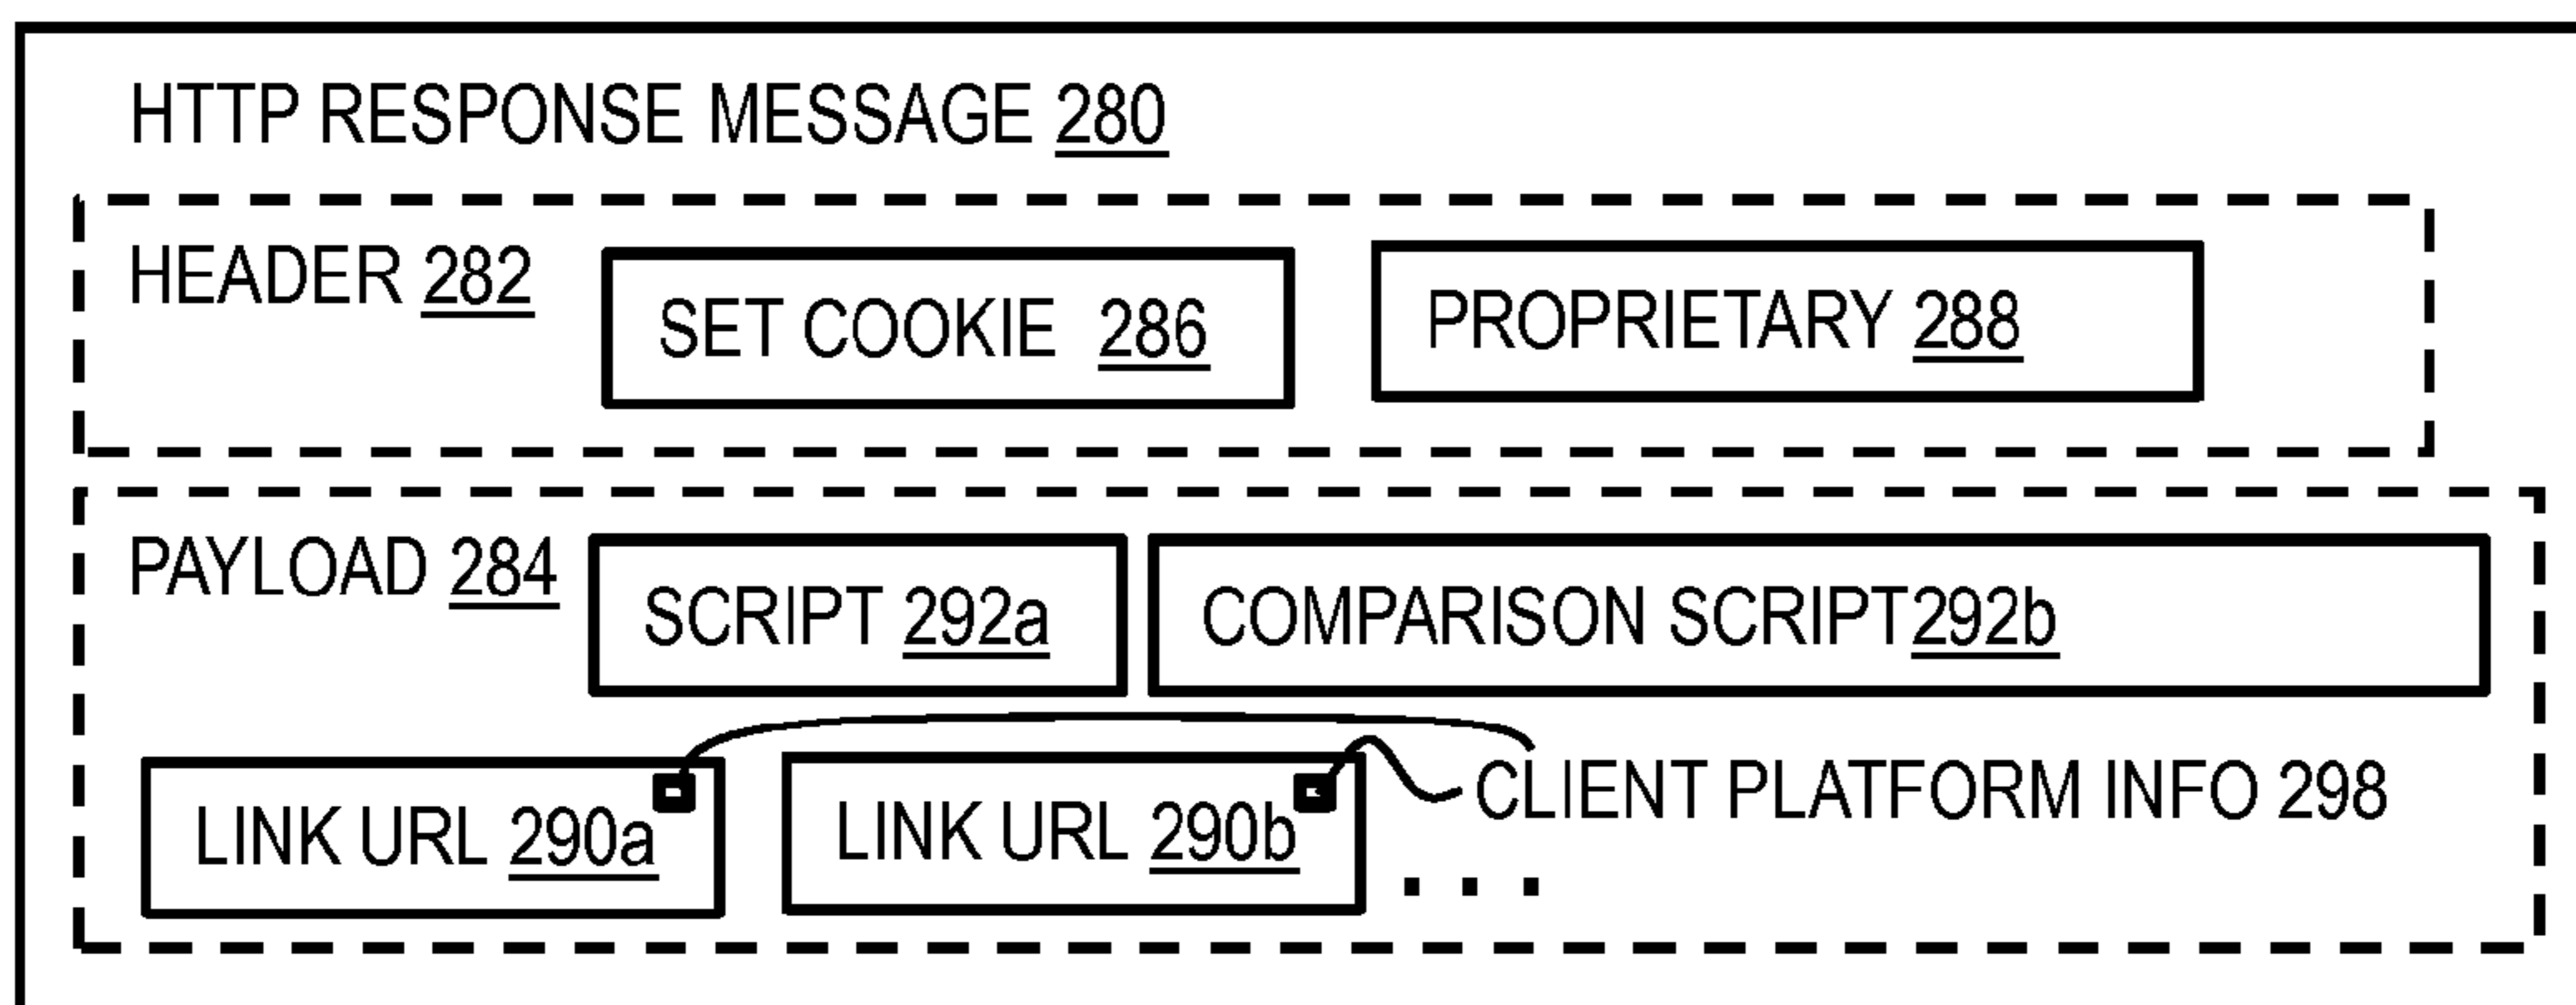 HTTP RESPONSE MESSAGE 280
HEADER 282
SET COOKIE 286
PROPRIETARY 288
PAYLOAD 284
SCRIPT 292a
COMPARISON SCRIPT292b
LINK URL 290a
LINK URL 290b
CLIENT PLATFORM INFO 298
. . .